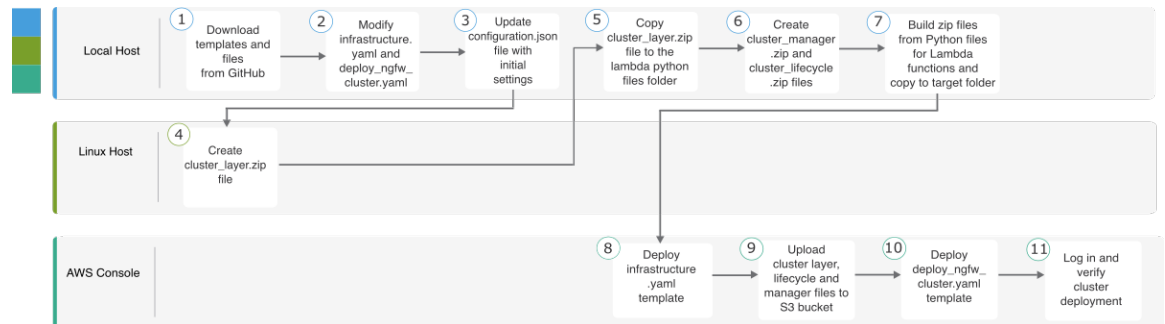 Local Host
1
Download
templates and
files
from GitHub
2
Modify
infrastructure.
yaml and
deploy_ngfw_
cluster.yaml
3
Update
configuration.json
file with
initial
settings
5
Copy
cluster_layer.zip
file to the
lambda python
files folder
6
Create
cluster_manager
.zip and
cluster_lifecycle
.zip files
7
Build zip files
from Python files
for Lambda
functions and
copy to target folder
Linux Host
4
Create
cluster_layer.zip
file
AWS Console
8
Deploy
infrastructure
.yaml
template
9
Upload
cluster layer,
lifecycle and
manager files to
S3 bucket
10
Deploy
deploy_ngfw_
cluster.yaml
template
11
Log in and
verify
cluster
deployment